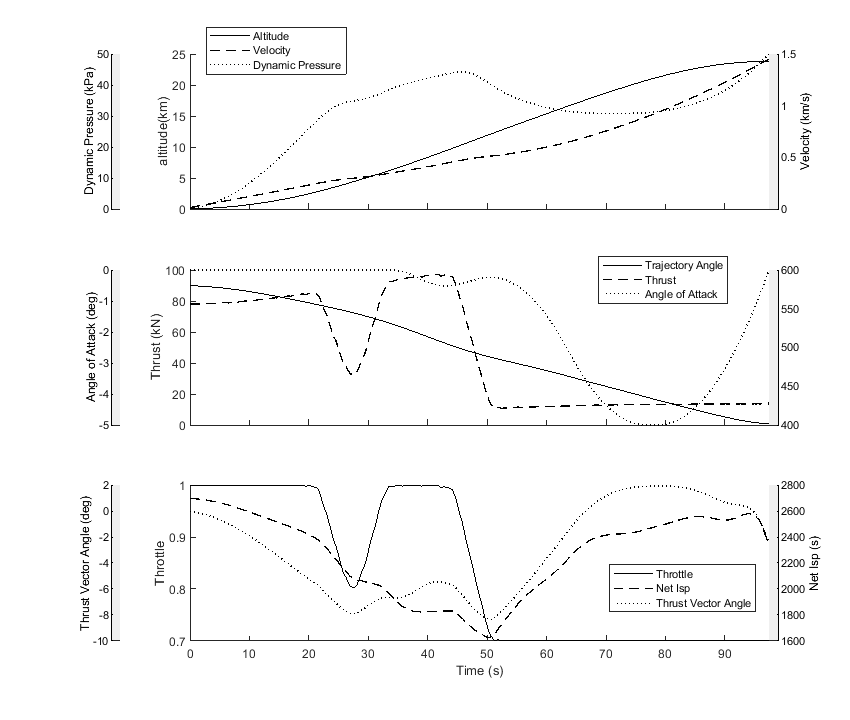 Altitude
Velocity
Dynamic Pressure
50
40
30
20
10
0
Dynamic Pressure (kPa)
25
20
15
10
5
0
altitude(km)
1.5
1
0.5
0
Velocity (km/s)
Trajectory Angle
Thrust
Angle of Attack
0
-1
-2
-3
-4
-5
Angle of Attack (deg)
100
80
60
40
20
0
Thrust (kN)
600
550
500
450
400
Throttle
Net Isp
Thrust Vector Angle
2
0
-2
-4
-6
-8
-10
Thrust Vector Angle (deg)
1
0.9
0.8
0.7
Throttle
2800
2600
2400
2200
2000
1800
1600
Net Isp (s)
0 10 20 30 40 50 60 70 80 90
Time (s)